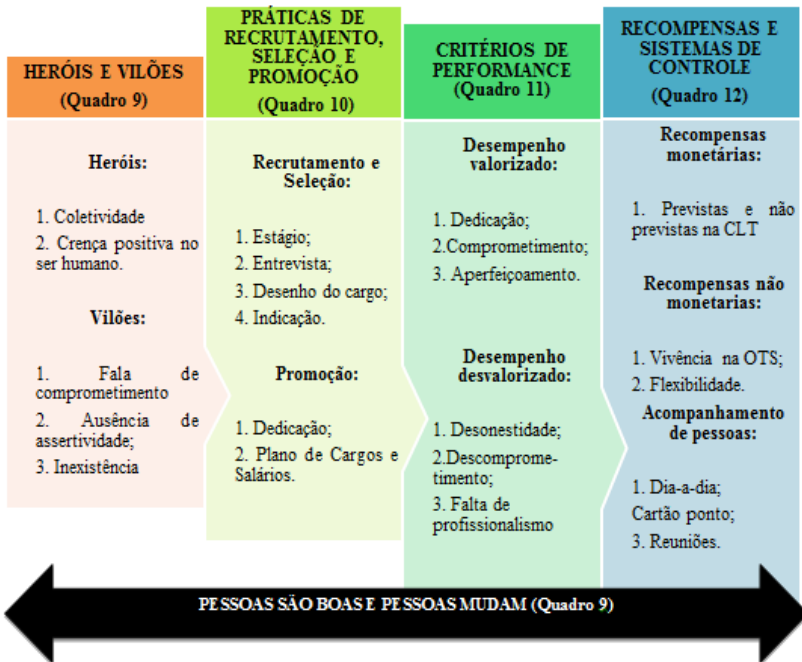 HERÓIS E VILÕES
(Quadro 9)
Heróis:
1. Coletividade
2. Crença positiva no
ser humano.
Vilões:
1. Fala de
comprometimento
2. Ausência de
assertividade;
3. Inexistência
PRÁTICAS DE
RECRUTAMENTO,
SELEÇÃO E
PROMOÇÃO
(Quadro 10)
Recrutamento e
Seleção:
1. Estágio;
2. Entrevista;
3. Desenho do cargo;
4. Indicação.
Promoção:
1. Dedicação;
2. Plano de Cargos e
Salários.
CRITÉRIOS DE
PERFORMANCE
(Quadro 11)
Desempenho
valorizado:
1. Dedicação;
2.Comprometimento;
3. Aperfeiçoamento.
Desempenho
desvalorizado:
1. Desonestidade;
2.Descomprome-
timento;
3. Falta de
profissionalismo
RECOMPENSAS E
SISTEMAS DE
CONTROLE
(Quadro 12)
Recompensas
monetárias:
1. Previstas e não
previstas na CLT
Recompensas não
monetarias:
1. Vivência na OTS;
2. Flexibilidade.
Acompanhamento
de pessoas:
1. Dia-a-dia;
Cartão ponto;
3. Reuniões.
PESSOAS SÃO BOAS E PESSOAS MUDAM (Quadro 9)